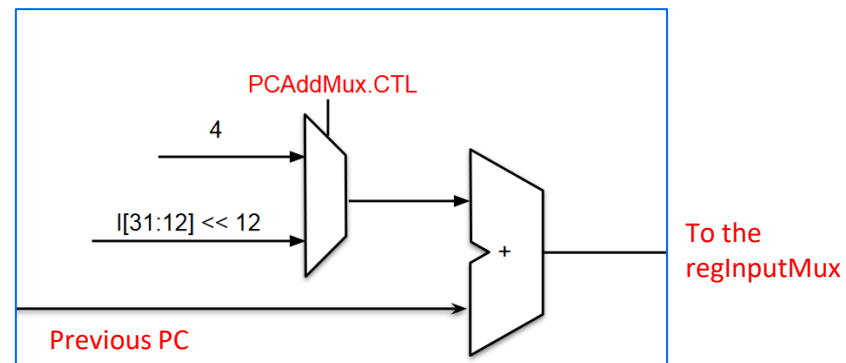 PCAddMux.CTL
4
I[31:12] << 12
+
To the
regInputMux
Previous PC